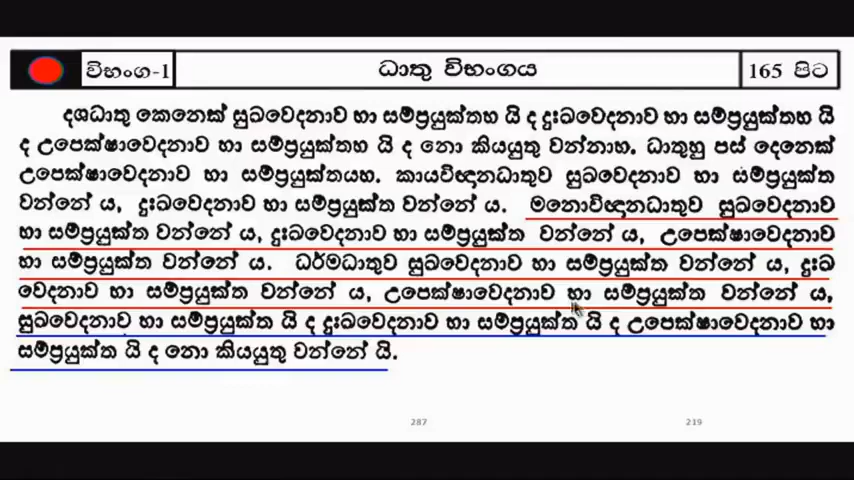 විභංග-1 ධාතු විභංගය 165 පිට
දශධාතු කෙනෙක් සුඛවෙදනාව හා සම්ප්‍රයුක්තහ යි ද දුඃඛවෙදනාව හා සම්ප්‍රයුක්තහ යි
ද උපෙක්ෂාවෙදනාව හා සම්ප්‍රයුක්තහ යි ද නො කියයුතු වන්නාහ. ධාතුහු පස් දෙනෙක්
උපෙක්ෂාවෙදනාව හා සම්ප්‍රයුක්තයහ. කායවිඥානධාතුව සුඛවෙදනාව හා සම්ප්‍රයුක්ත
වන්නේ ය, දුඃඛවෙදනාව හා සම්ප්‍රයුක්ත වන්නේ ය. මනොවිඥානධාතුව සුඛවෙදනාව
හා සම්ප්‍රයුක්ත වන්නේ ය, දුඃඛවෙදනාව හා සම්ප්‍රයුක්ත වන්නේ ය, උපෙක්ෂාවෙදනාව
හා සම්ප්‍රයුක්ත වන්නේ ය. ධර්මධාතුව සුඛවෙදනාව හා සම්ප්‍රයුක්ත වන්නේ ය, දුඃඛ
වෙදනාව හා සම්ප්‍රයුක්ත වන්නේ ය, උපෙක්ෂාවෙදනාව හා සම්ප්‍රයුක්ත වන්නේ ය,
සුඛවෙදනාව හා සම්ප්‍රයුක්ත යි ද දුඃඛවෙදනාව හා සම්ප්‍රයුක්ත යි ද උපෙක්ෂාවෙදනාව හා
සම්ප්‍රයුක්ත යි ද නො කියයුතු වන්නේ යි.
287 219